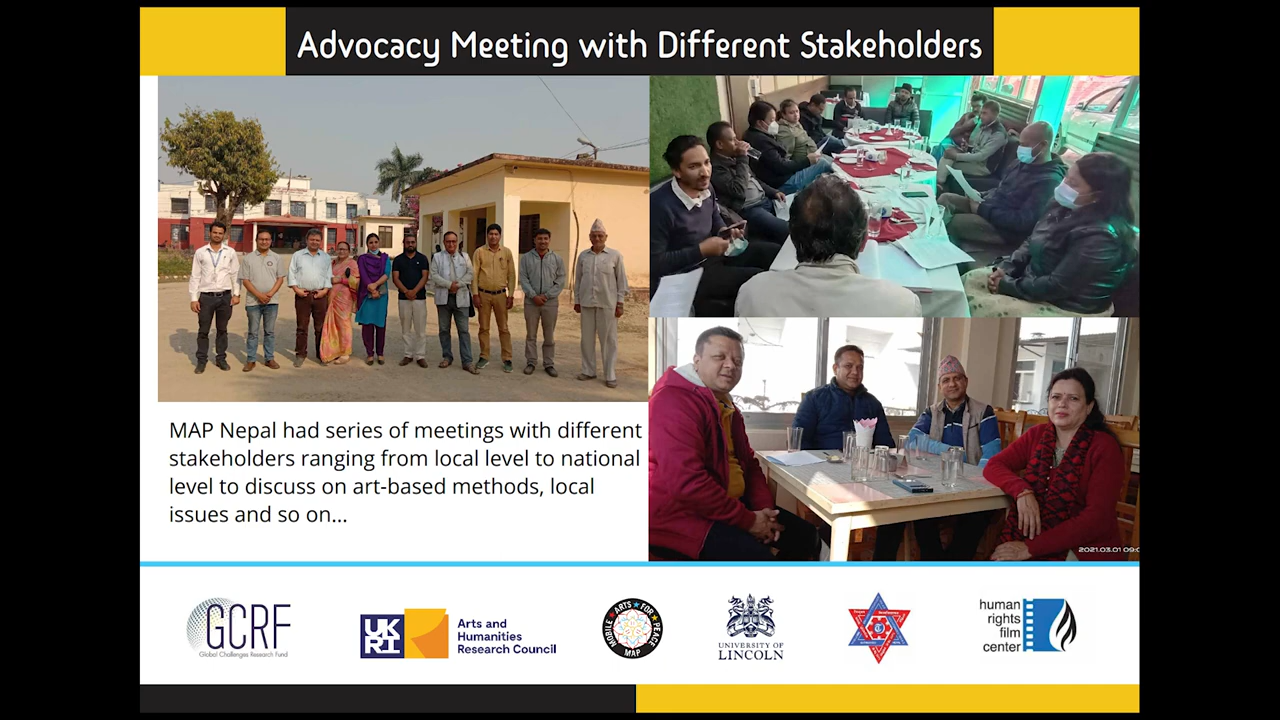 Advocacy Meeting with Different Stakeholders
MAP Nepal had series of meetings with different
stakeholders ranging from local level to national
level to discuss on art-based methods, local
issues and so on...
2021.03.01 09:0
GCRF
Global Challenges Research Fund
UK
RI
Arts and
Humanities
Research Council
MOBILE ARTS FOR PEACE
MAP
UNIVERSITY OF
LINCOLN
human
rights
film
center